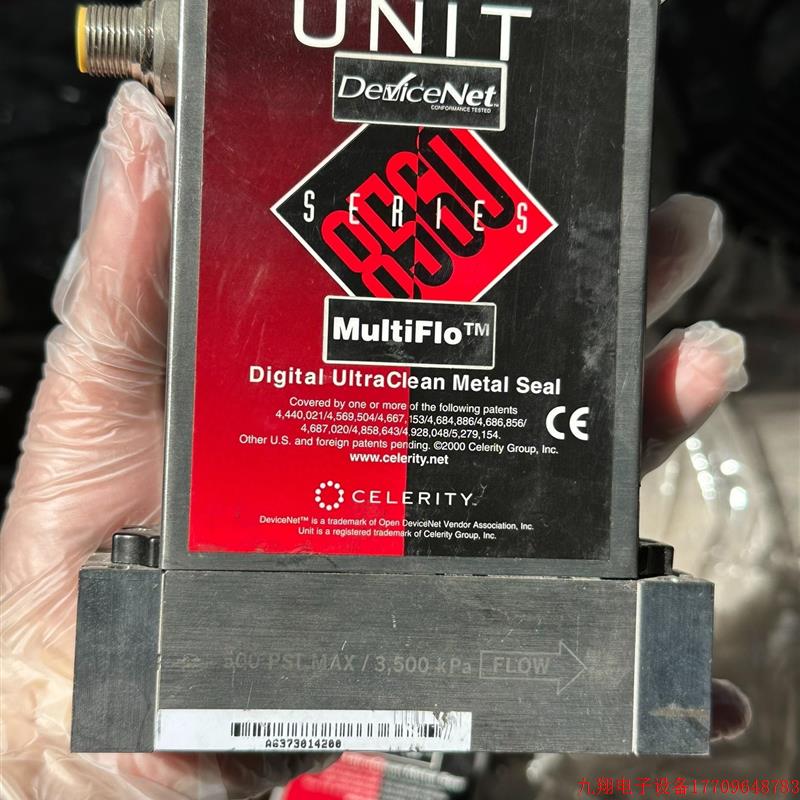 UNIT
DeviceNet™
CONFORMANCE TESTED
8560
SERIES
MultiFlo™
Digital UltraClean Metal Seal
Covered by one or more of the following patents
4,440,021/4,569,504/4,667,153/4,684,886/4,686,856/
4,687,020/4,858,643/4.928,048/5,279,154.
Other U.S. and foreign patents pending. ©2000 Celerity Group, Inc.
www.celerity.net
CE
CELERITY™
DeviceNet™ is a trademark of Open DeviceNet Vendor Association, Inc.
Unit is a registered trademark of Celerity Group, Inc.
500 PSI MAX / 3,500 kPa FLOW
AG373014200
九翔电子设备17709648783